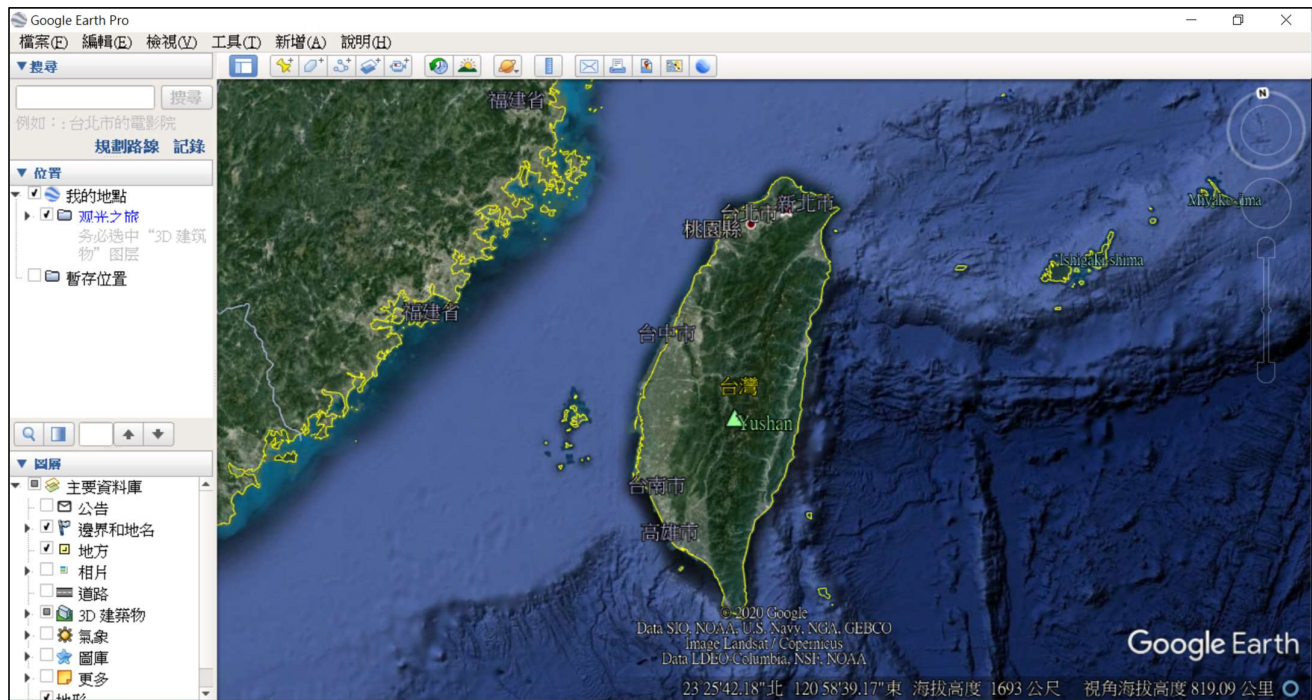 Google Earth Pro
檔案(F) 編輯(E) 檢視(V) 工具(T) 新增(A) 說明(H)
▼搜尋
搜尋
例如：: 台北市的電影院
規劃路線 記錄
▼ 位置
我的地點
观光之旅
务必选中“3D 建筑
物”图层
暫存位置
▼ 圖層
主要資料庫
公告
邊界和地名
地方
相片
道路
3D 建築物
氣象
圖庫
更多
地形
N
福建省
Miyako-jima
新北市
台北市
桃園縣
Ishigaki-shima
福建省
台中市
台灣
Yushan
台南市
高雄市
© 2020 Google
Data SIO, NOAA, U.S. Navy, NGA, GEBCO
Image Landsat / Copernicus
Data LDEO-Columbia, NSF, NOAA
Google Earth
23 25'42.18"北 120 58'39.17"東 海拔高度 1693 公尺 視角海拔高度 819.09 公里